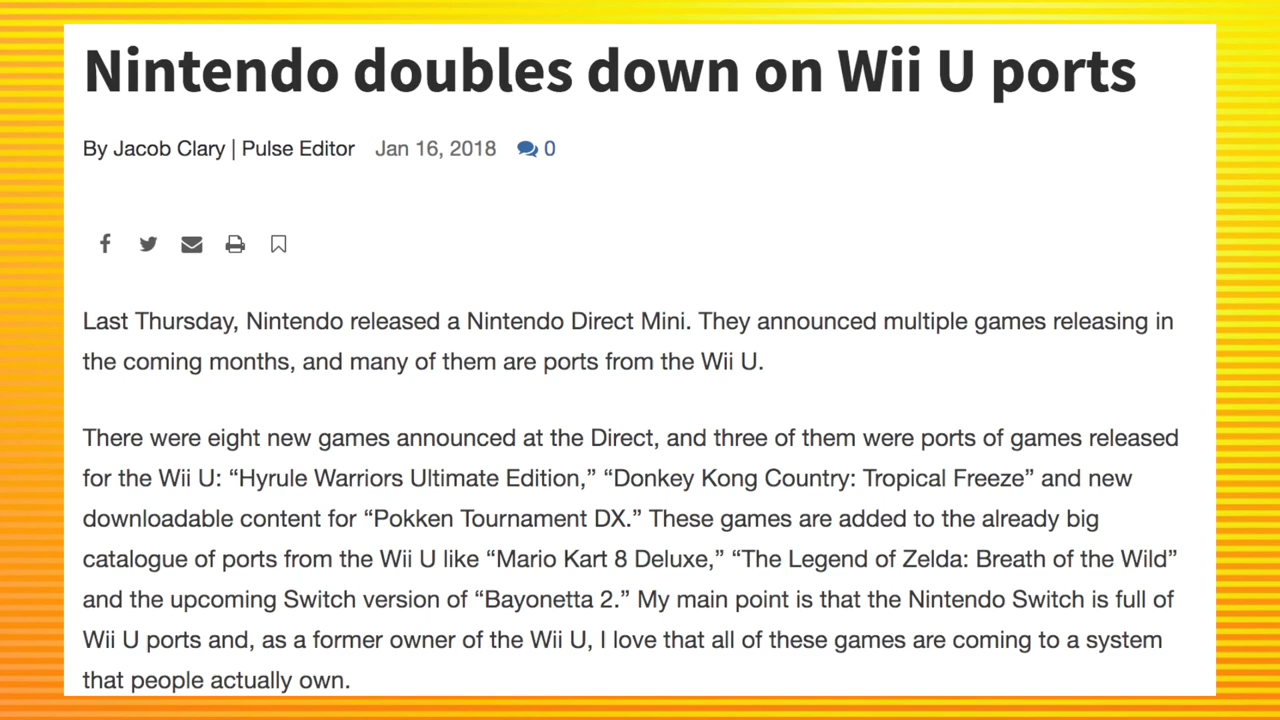 Nintendo doubles down on Wii U ports
By Jacob Clary | Pulse Editor Jan 16, 2018 0
Last Thursday, Nintendo released a Nintendo Direct Mini. They announced multiple games releasing in
the coming months, and many of them are ports from the Wii U.
There were eight new games announced at the Direct, and three of them were ports of games released
for the Wii U: “Hyrule Warriors Ultimate Edition,” “Donkey Kong Country: Tropical Freeze” and new
downloadable content for “Pokken Tournament DX.” These games are added to the already big
catalogue of ports from the Wii U like “Mario Kart 8 Deluxe,” “The Legend of Zelda: Breath of the Wild”
and the upcoming Switch version of “Bayonetta 2.” My main point is that the Nintendo Switch is full of
Wii U ports and, as a former owner of the Wii U, I love that all of these games are coming to a system
that people actually own.